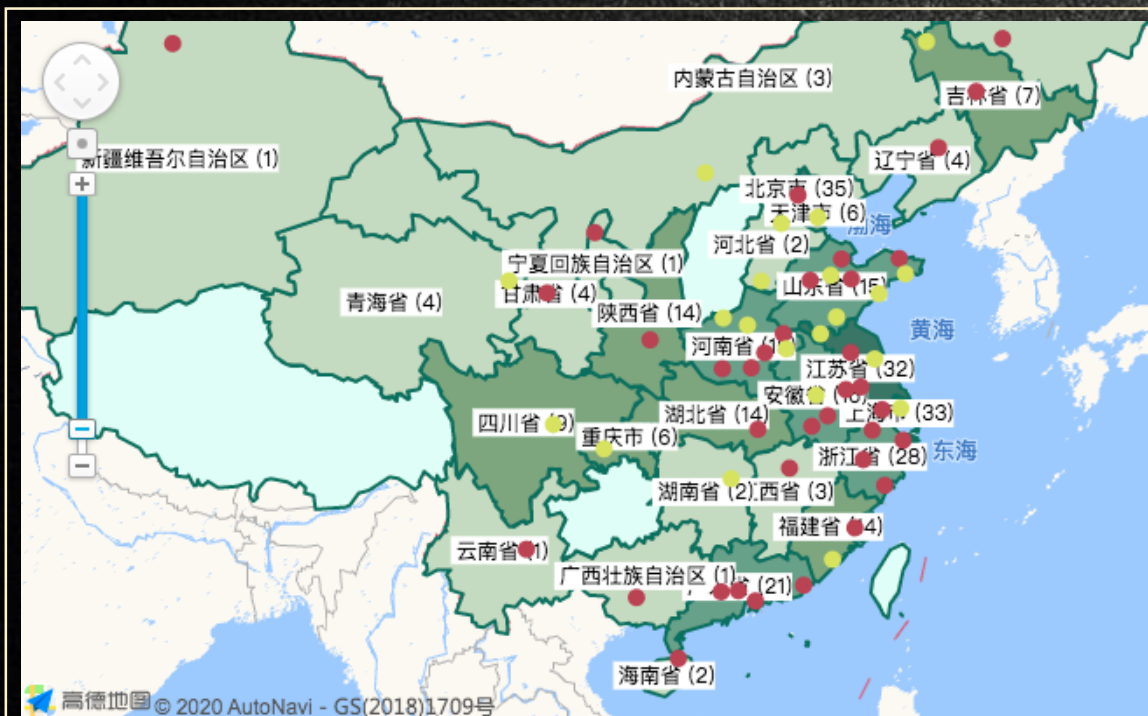 内蒙古自治区 (3)
吉林省 (7)
新疆维吾尔自治区 (1)
辽宁省 (4)
北京市 (35)
天津市 (6)
渤海
河北省 (2)
宁夏回族自治区 (1)
甘肃省 (4)
山东省 (15)
青海省 (4)
陕西省 (14)
黄海
河南省
江苏省 (32)
安徽省
上海市 (33)
湖北省 (14)
四川省 (9)
重庆市 (6)
浙江省 (28)
东海
湖南省 (2)
西省 (3)
福建省
云南省 (1)
广西壮族自治区 (1)
省 (21)
海南省 (2)
高德地图 © 2020 AutoNavi - GS(2018)1709号